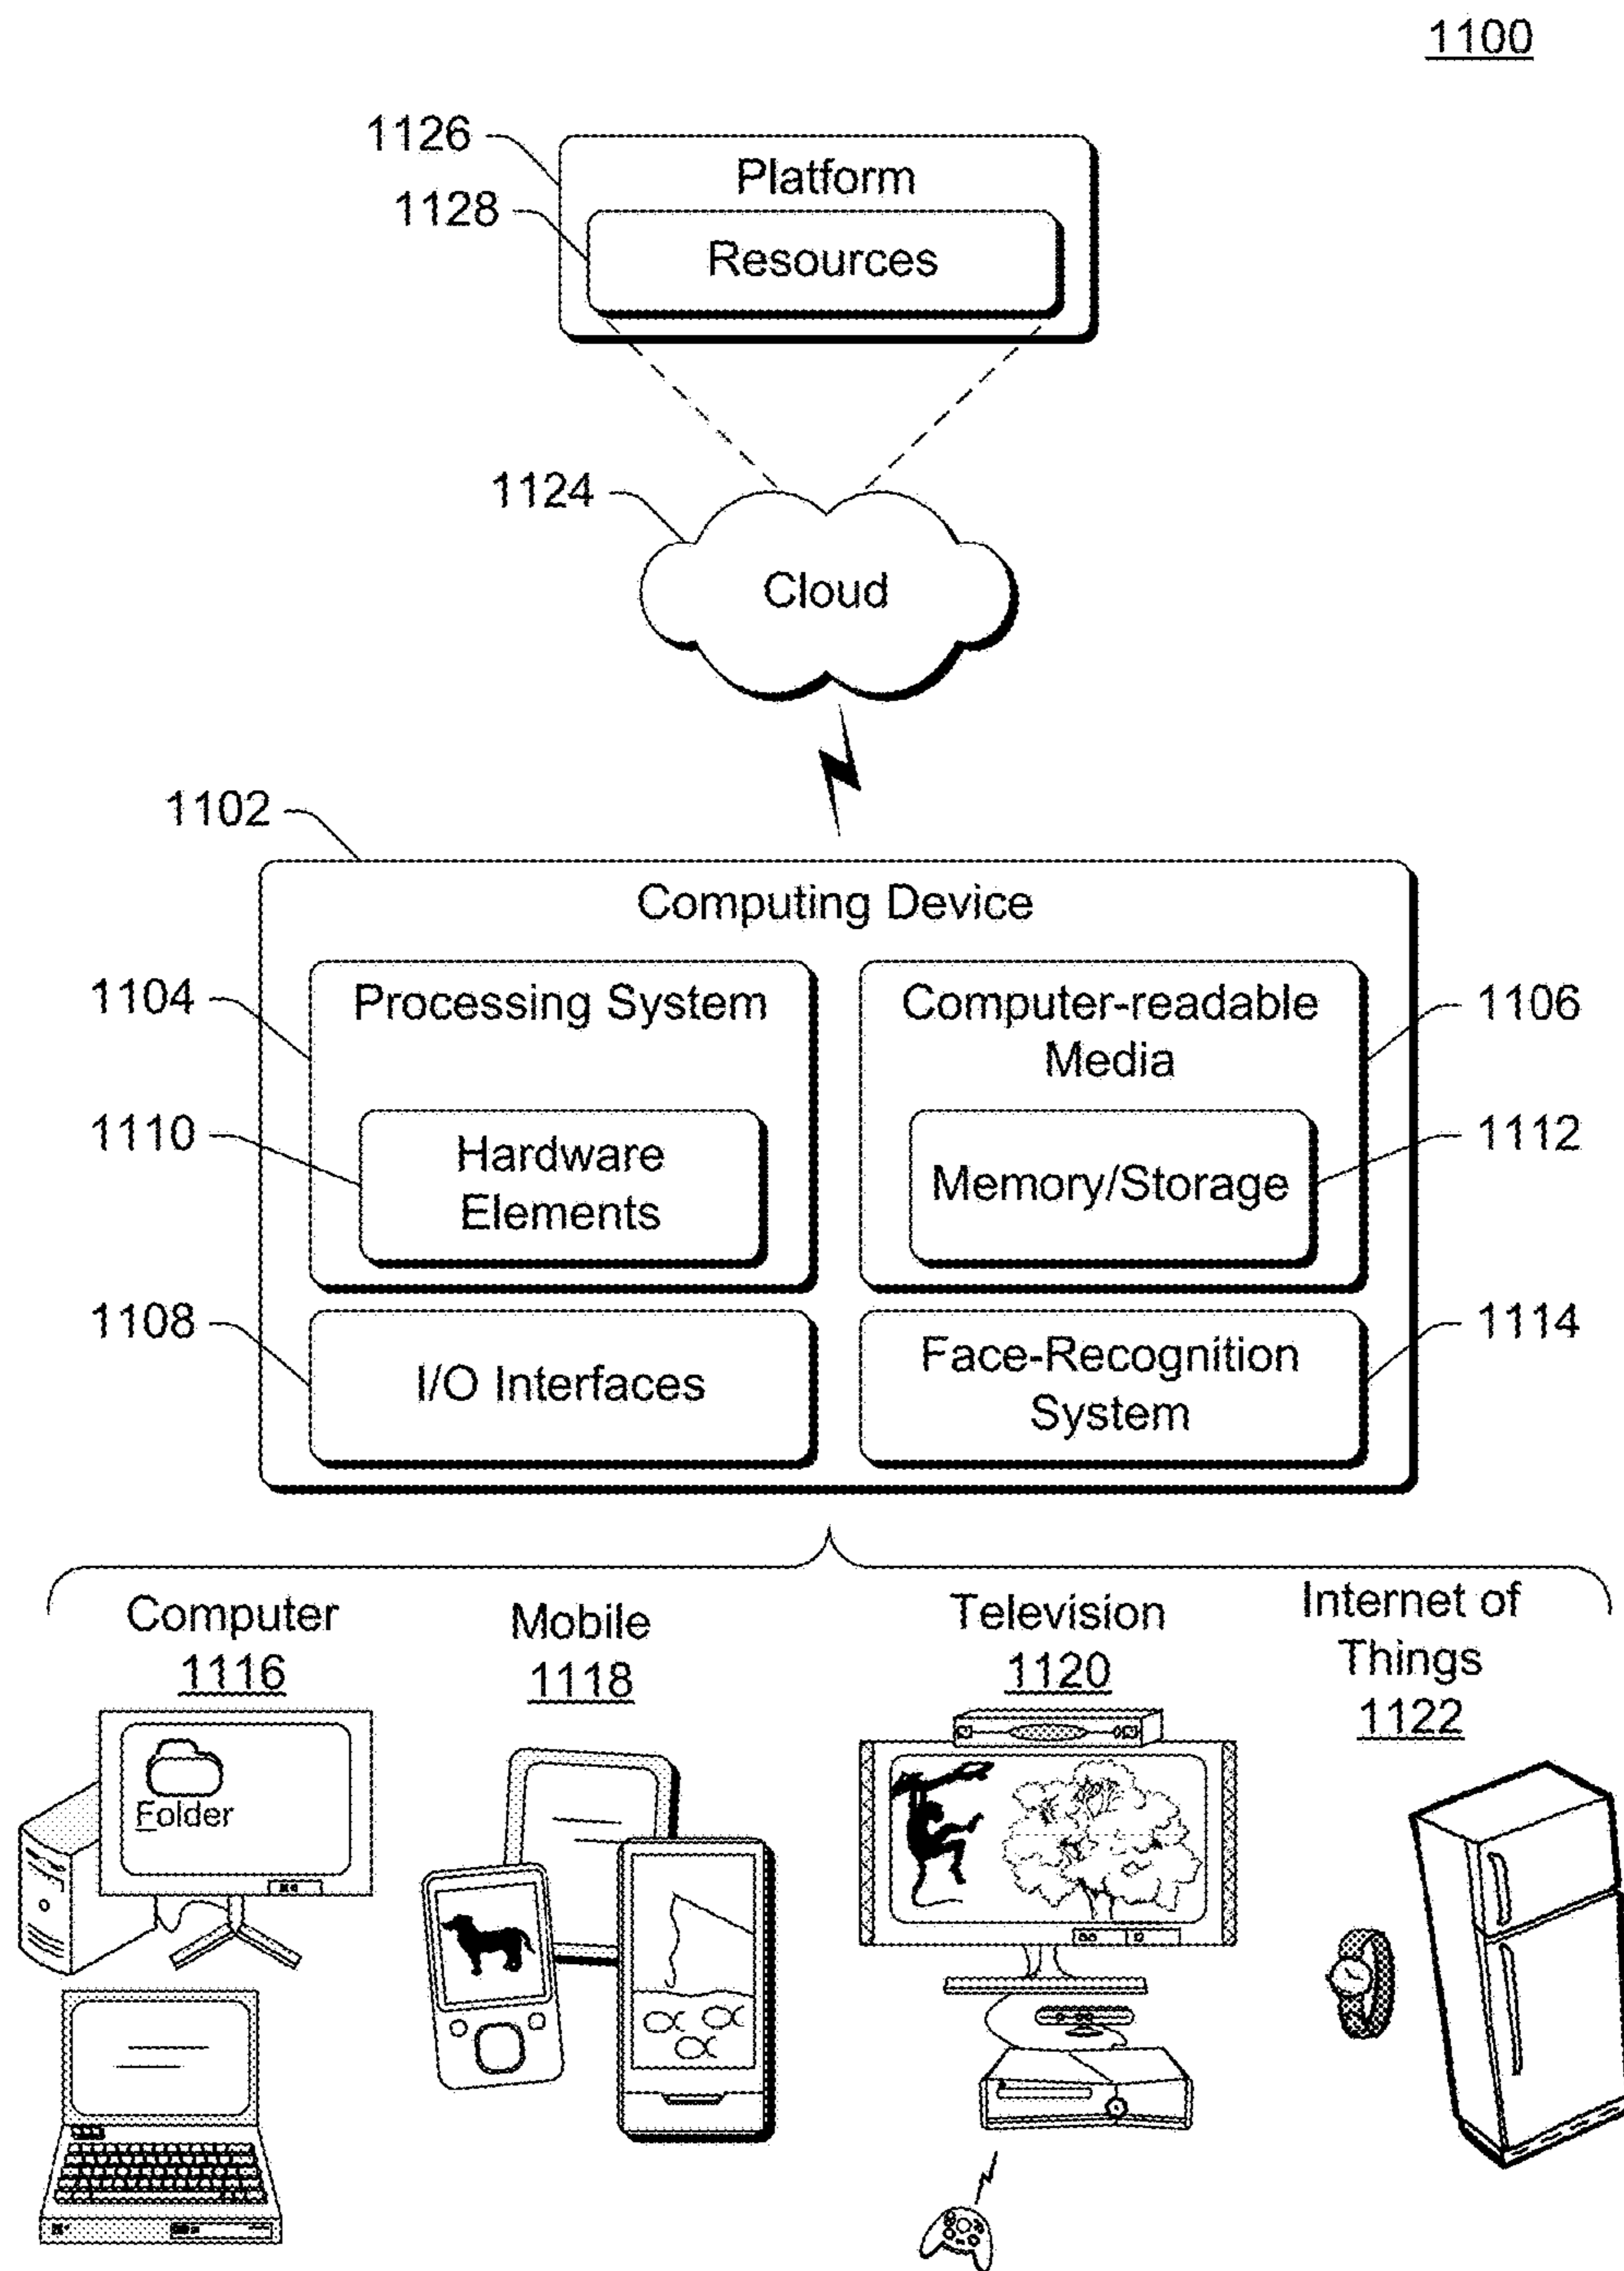 1100
1126
Platform
1128
Resources
1124
Cloud
1102
Computing Device
1104
Processing System
Computer-readable
Media
1106
1110
Hardware
Elements
Memory/Storage
1112
1108
I/O Interfaces
Face-Recognition
System
1114
Computer
1116
Mobile
1118
Television
1120
Internet of
Things
1122
Folder